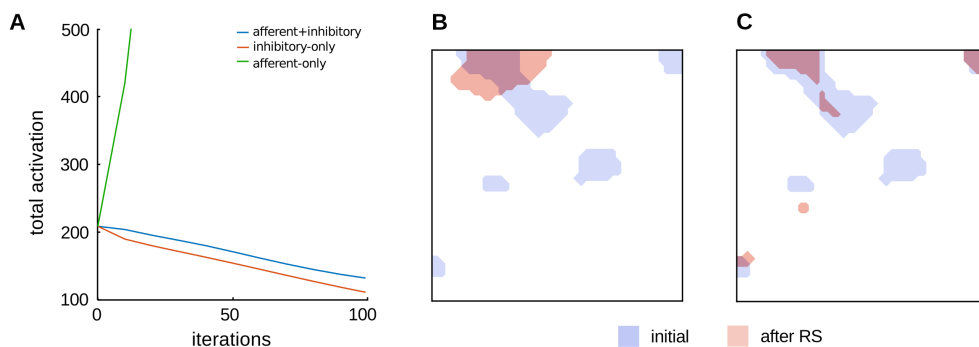 A
B
C
500
400
300
200
100
total activation
0
50
100
iterations
afferent+inhibitory
inhibitory-only
afferent-only
initial
after RS